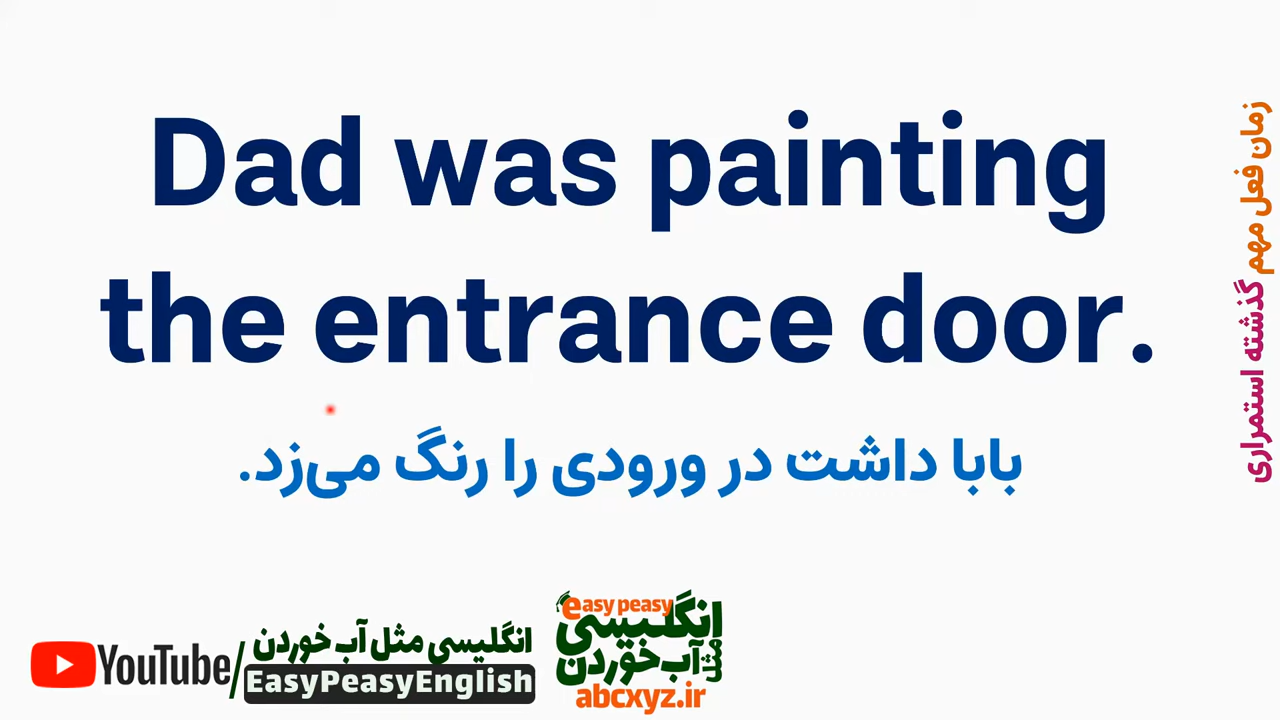 Dad was painting
the entrance door.
بابا داشت در ورودی را رنگ می‌زد.
زمان فعل مهم گذشته استمراری
YouTube/انگلیسی مثل آب خوردن
EasyPeasyEnglish
easy peasy
انگلیسی
مثل
آب خوردن
abcxyz.ir